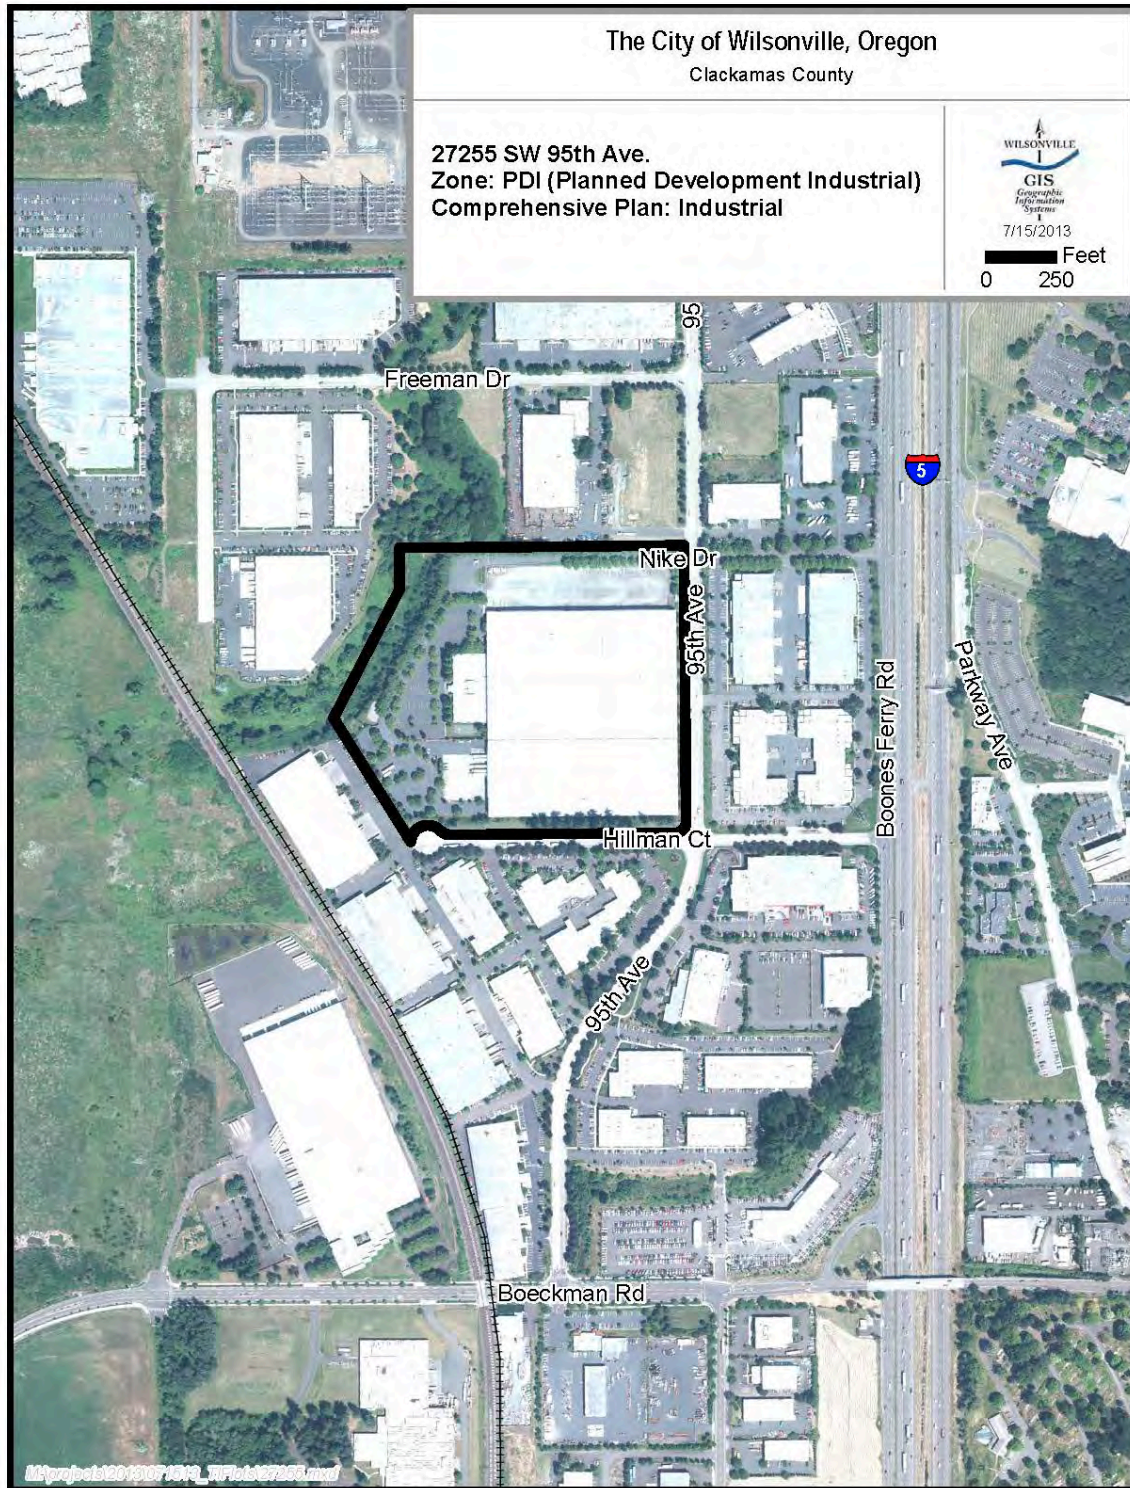 The City of Wilsonville, Oregon
Clackamas County
27255 SW 95th Ave.
Zone: PDI (Planned Development Industrial)
Comprehensive Plan: Industrial
WILSONVILLE
GIS
Geographic
Information
Systems
7/15/2013
Feet
0 250
95
Freeman Dr
5
Nike Dr
95th Ave
Parkway Ave
Boones Ferry Rd
Hillman Ct
95th Ave
Boeckman Rd